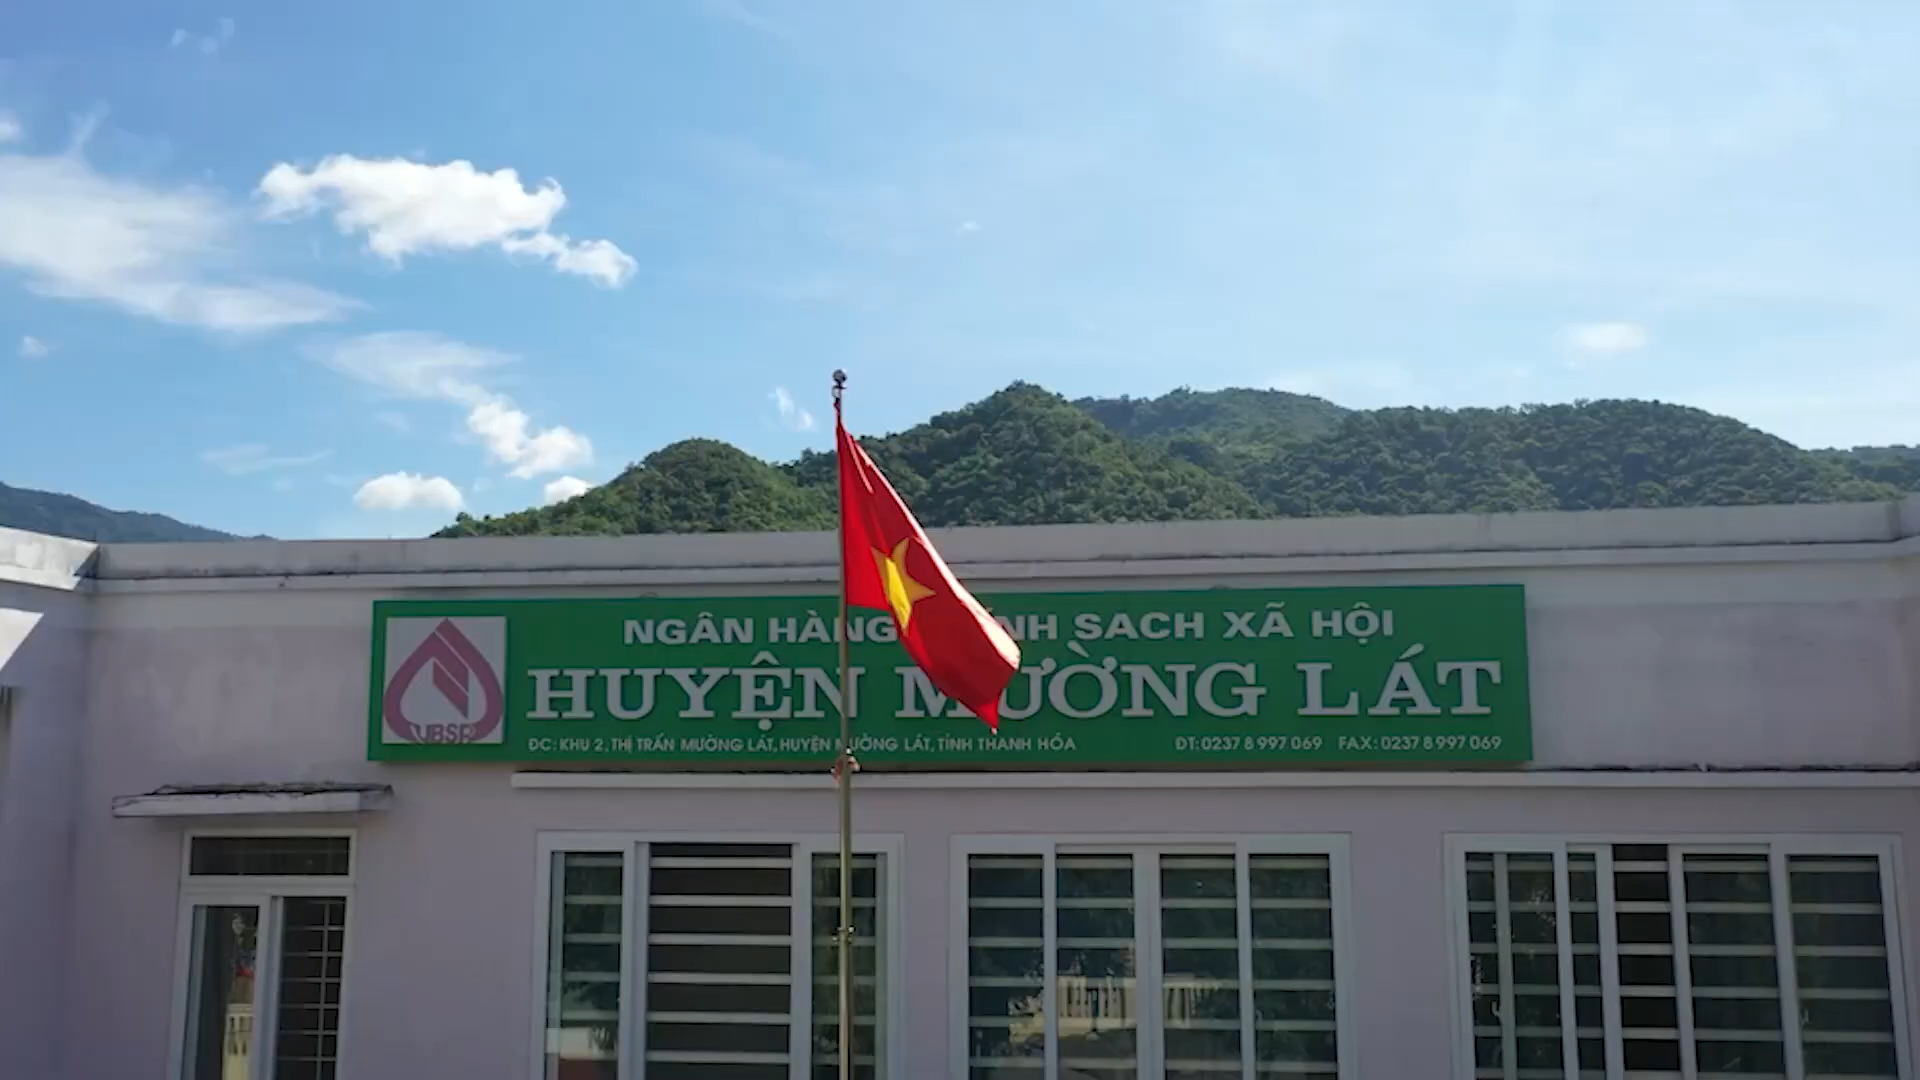 NGÂN HÀNG NH SACH XÃ HỘI
HUYỆN MƯỜNG LÁT
VBSP
ĐC: KHU 2, THỊ TRẤN MƯỜNG LÁT, HUYỆN MƯỜNG LÁT, TỈNH THANH HÓA
ĐT: 0237 8 997 069 FAX: 0237 8 997 069